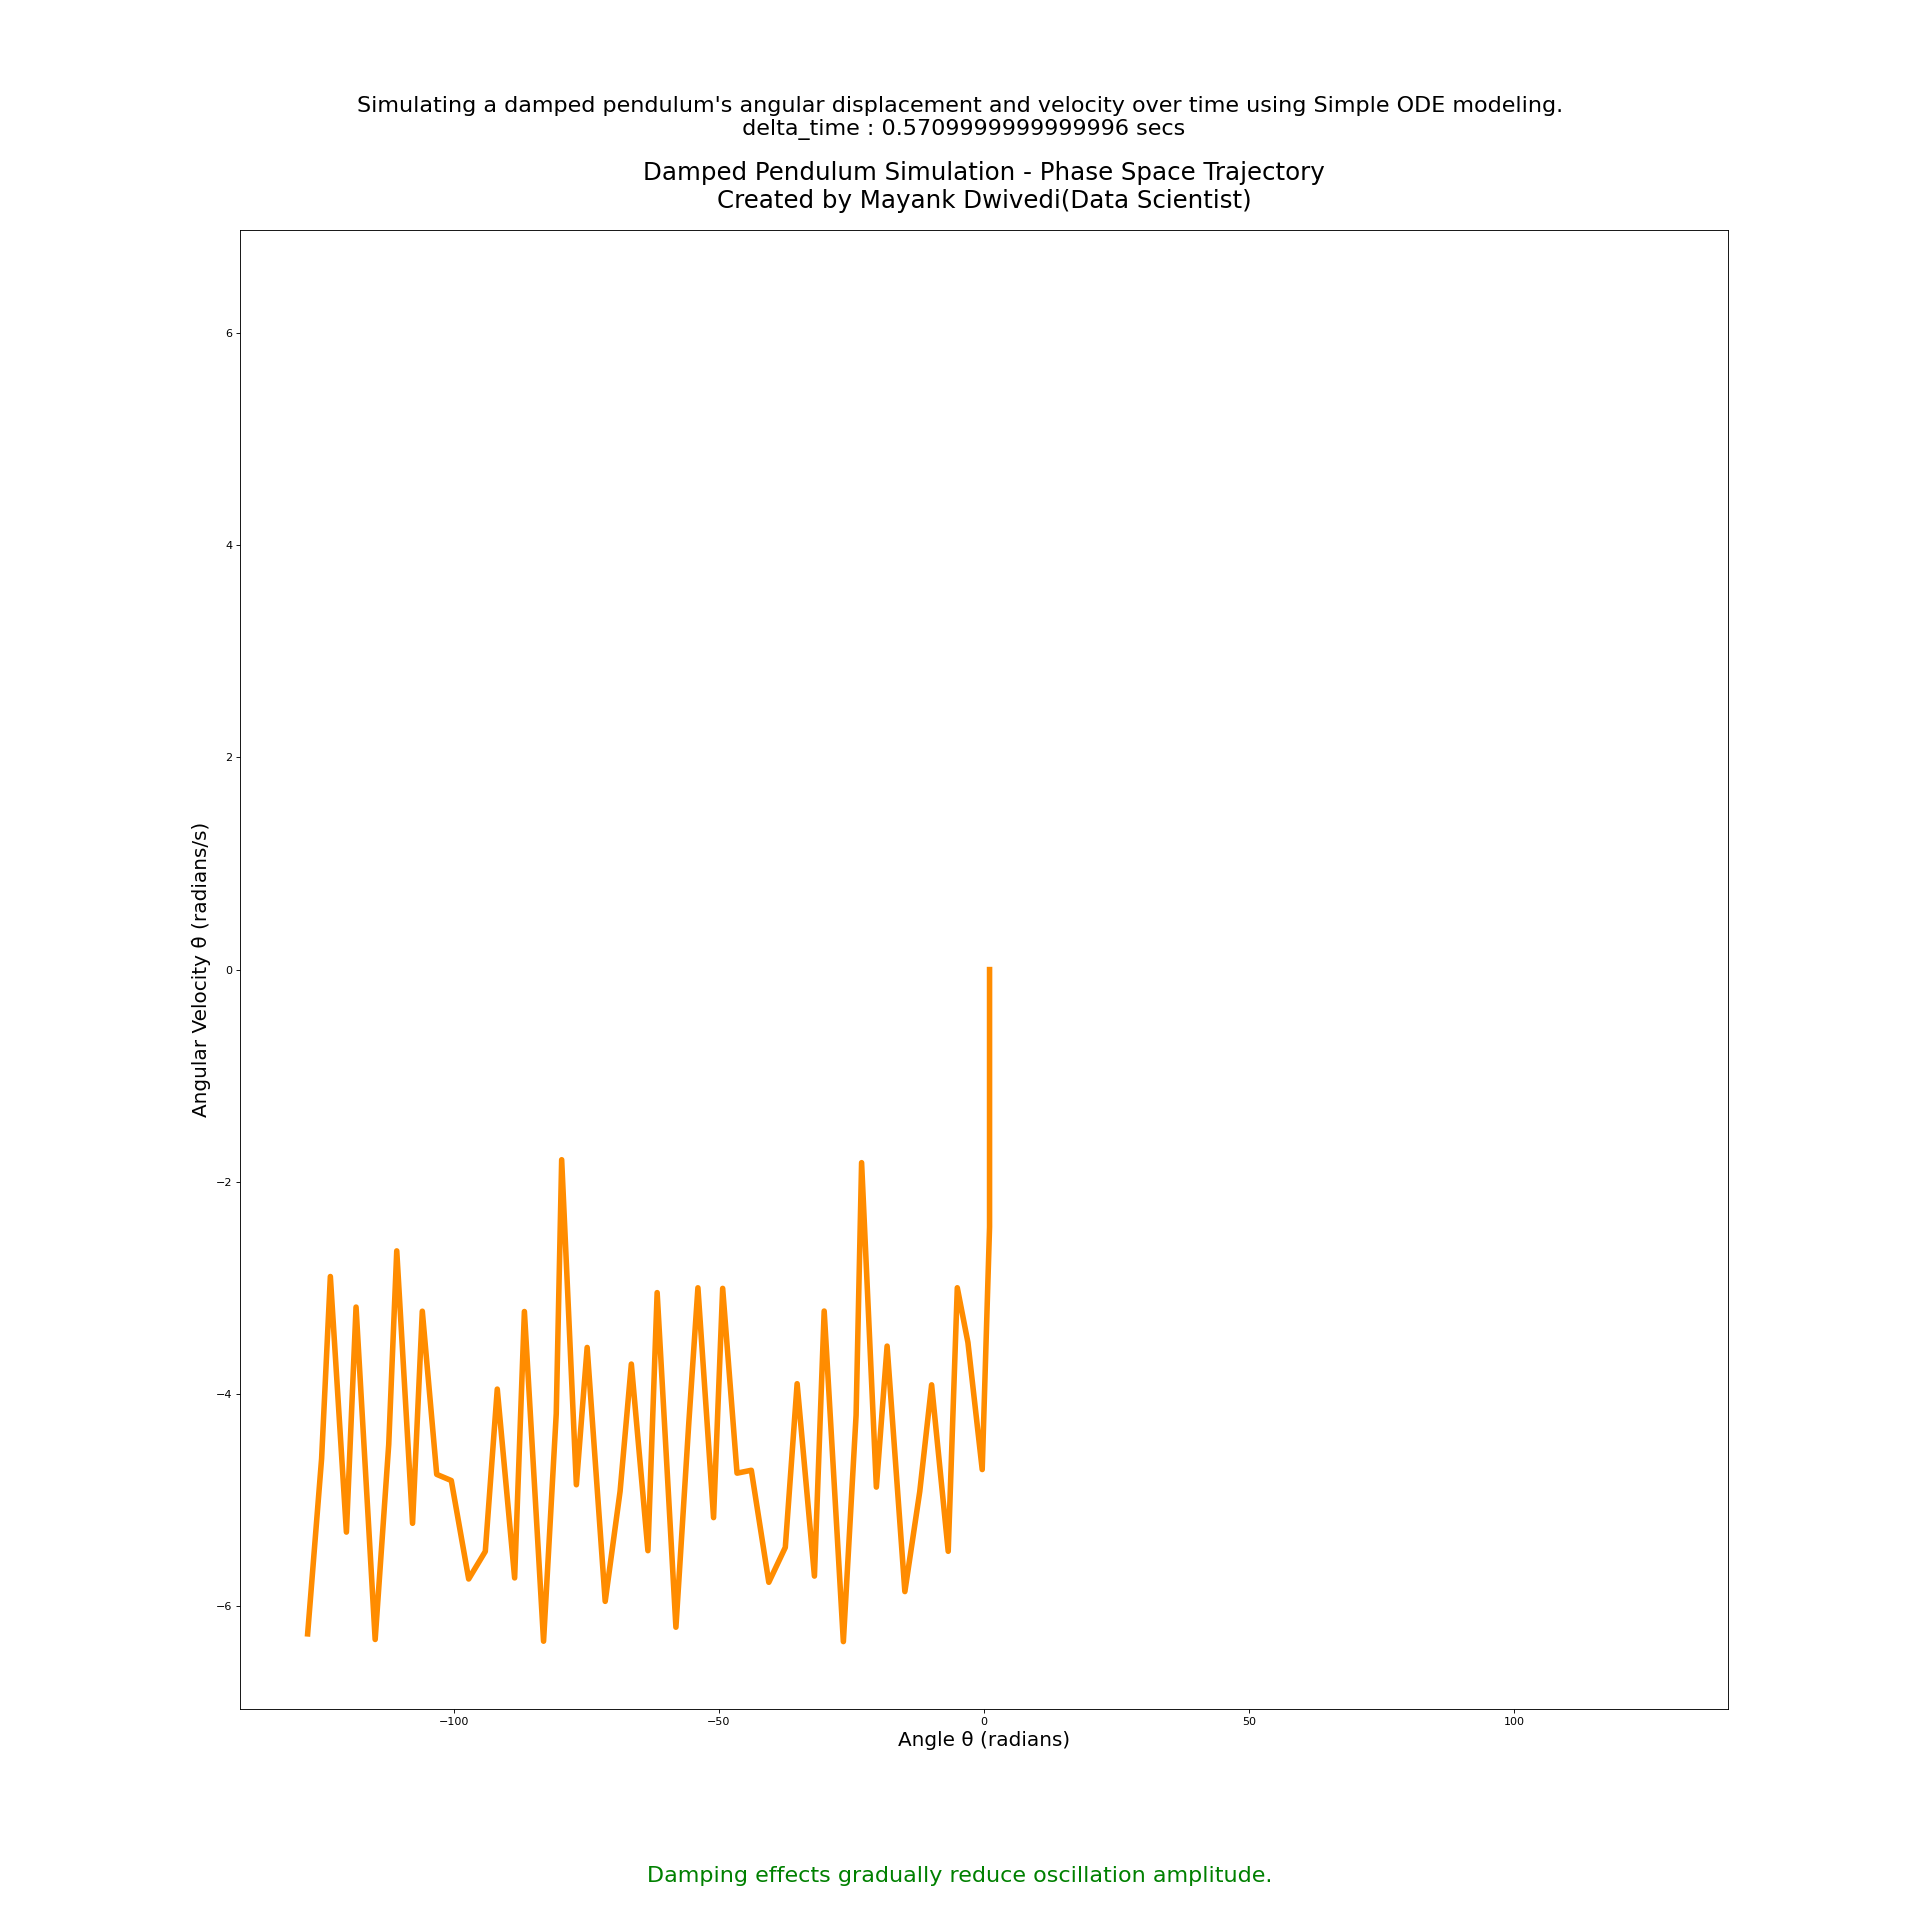 Simulating a damped pendulum's angular displacement and velocity over time using Simple ODE modeling.
delta_time : 0.5709999999999996 secs
Damped Pendulum Simulation - Phase Space Trajectory
Created by Mayank Dwivedi(Data Scientist)
6
4
2
0
−2
−4
−6
Angular Velocity θ̇ (radians/s)
−100
−50
0
50
100
Angle θ (radians)
Damping effects gradually reduce oscillation amplitude.